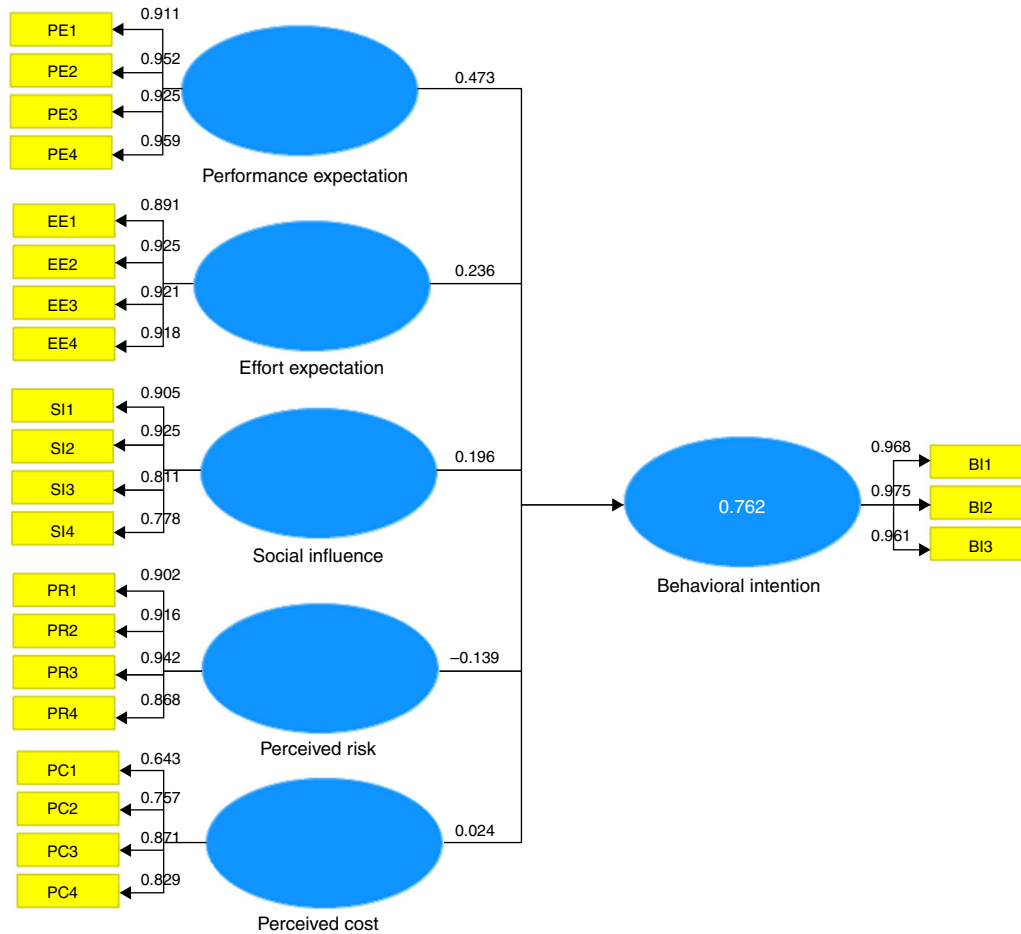 PE1
0.911
PE2
0.952
PE3
0.925
PE4
0.959
Performance expectation
0.473
EE1
0.891
EE2
0.925
EE3
0.921
EE4
0.918
Effort expectation
0.236
SI1
0.905
SI2
0.925
SI3
0.811
SI4
0.778
Social influence
0.196
PR1
0.902
PR2
0.916
PR3
0.942
PR4
0.868
Perceived risk
–0.139
PC1
0.643
PC2
0.757
PC3
0.871
PC4
0.829
Perceived cost
0.024
0.762
Behavioral intention
0.968
BI1
0.975
BI2
0.961
BI3